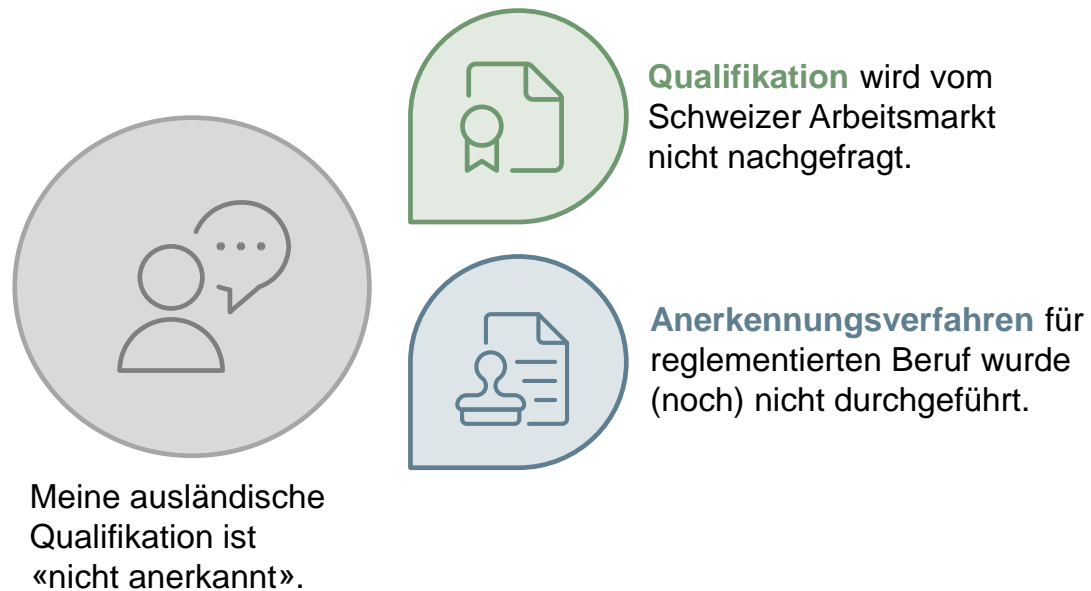 Qualifikation wird vom
Schweizer Arbeitsmarkt
nicht nachgefragt.
Anerkennungsverfahren für
reglementierten Beruf wurde
(noch) nicht durchgeführt.
Meine ausländische
Qualifikation ist
«nicht anerkannt».